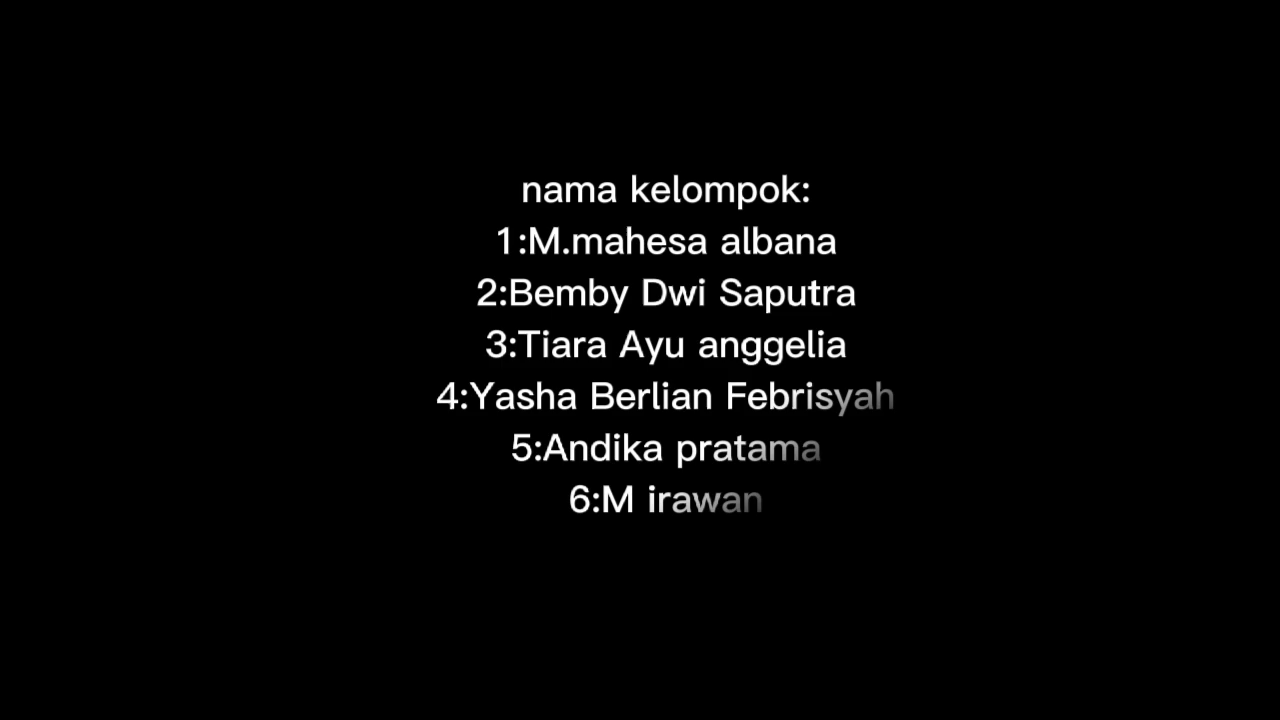 nama kelompok:
1:M.mahesa albana
2:Bemby Dwi Saputra
3:Tiara Ayu anggelia
4:Yasha Berlian Febrisyah
5:Andika pratama
6:M irawan